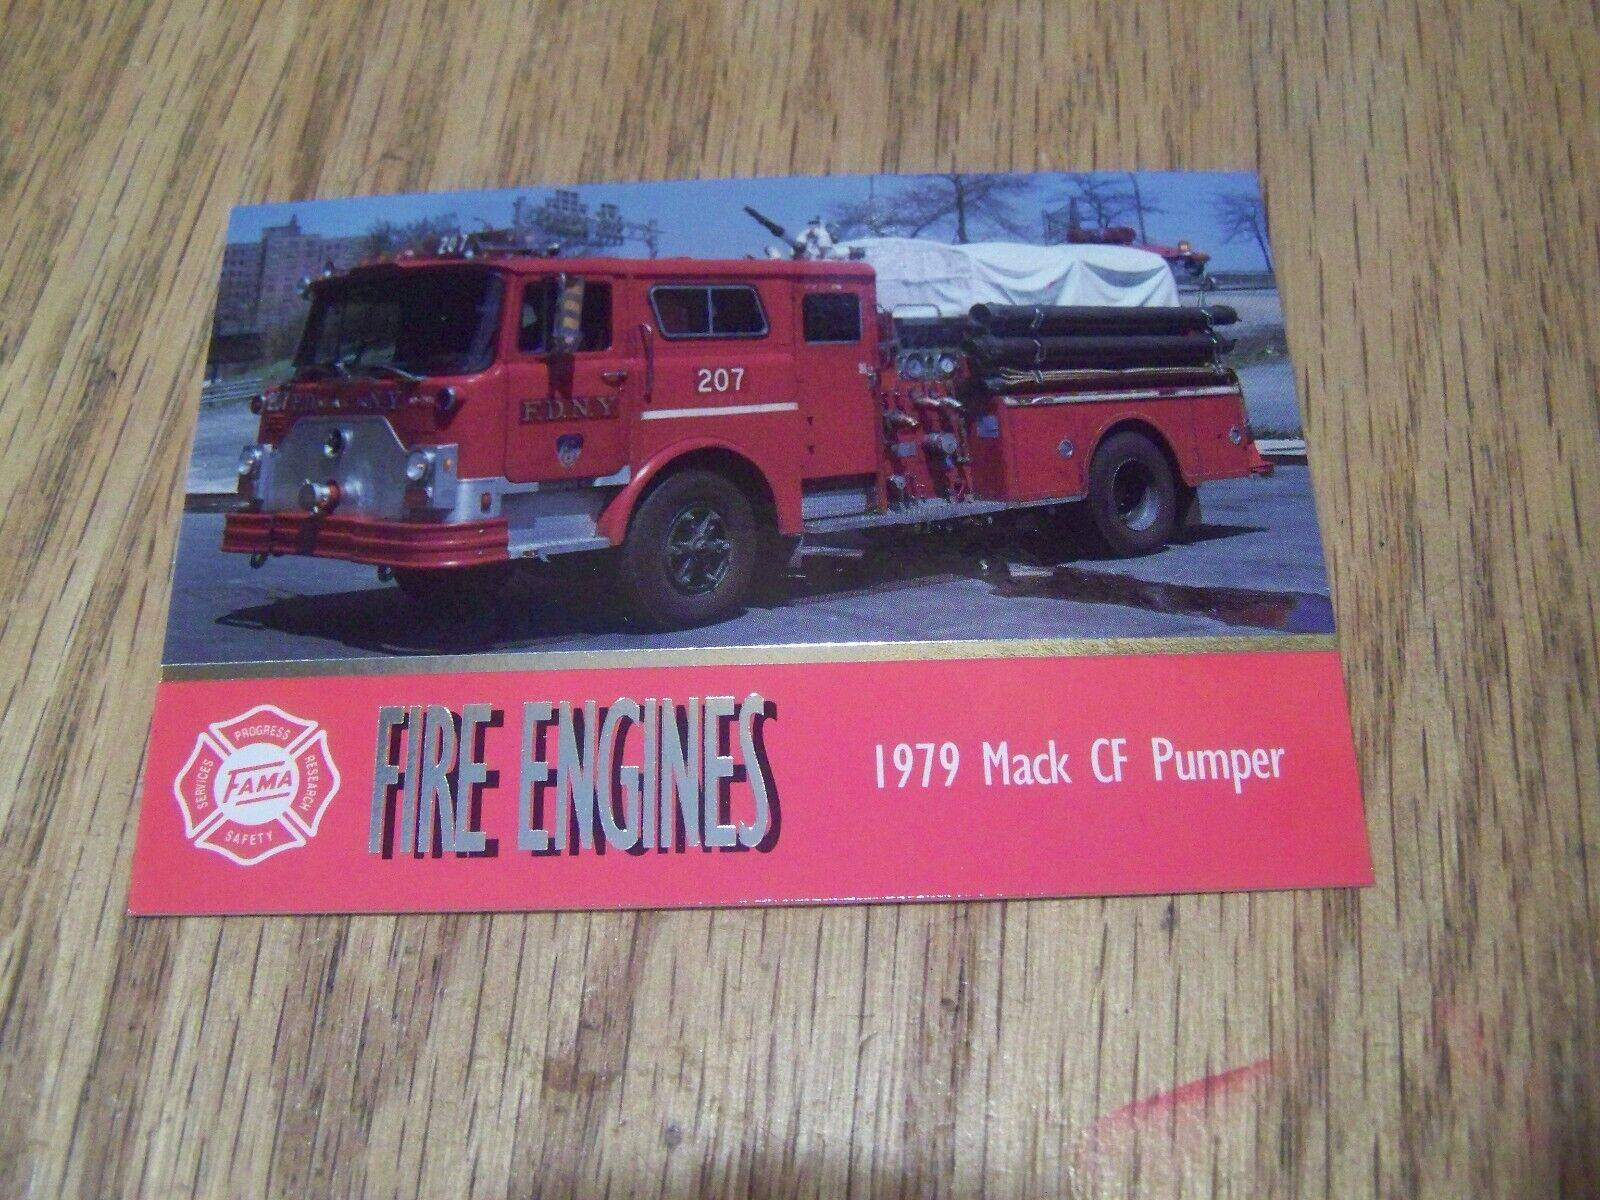 207
207
F.D.N.Y.
PROGRESS
SERVICES
FAMA
RESEARCH
SAFETY
FIRE ENGINES
1979 Mack CF Pumper